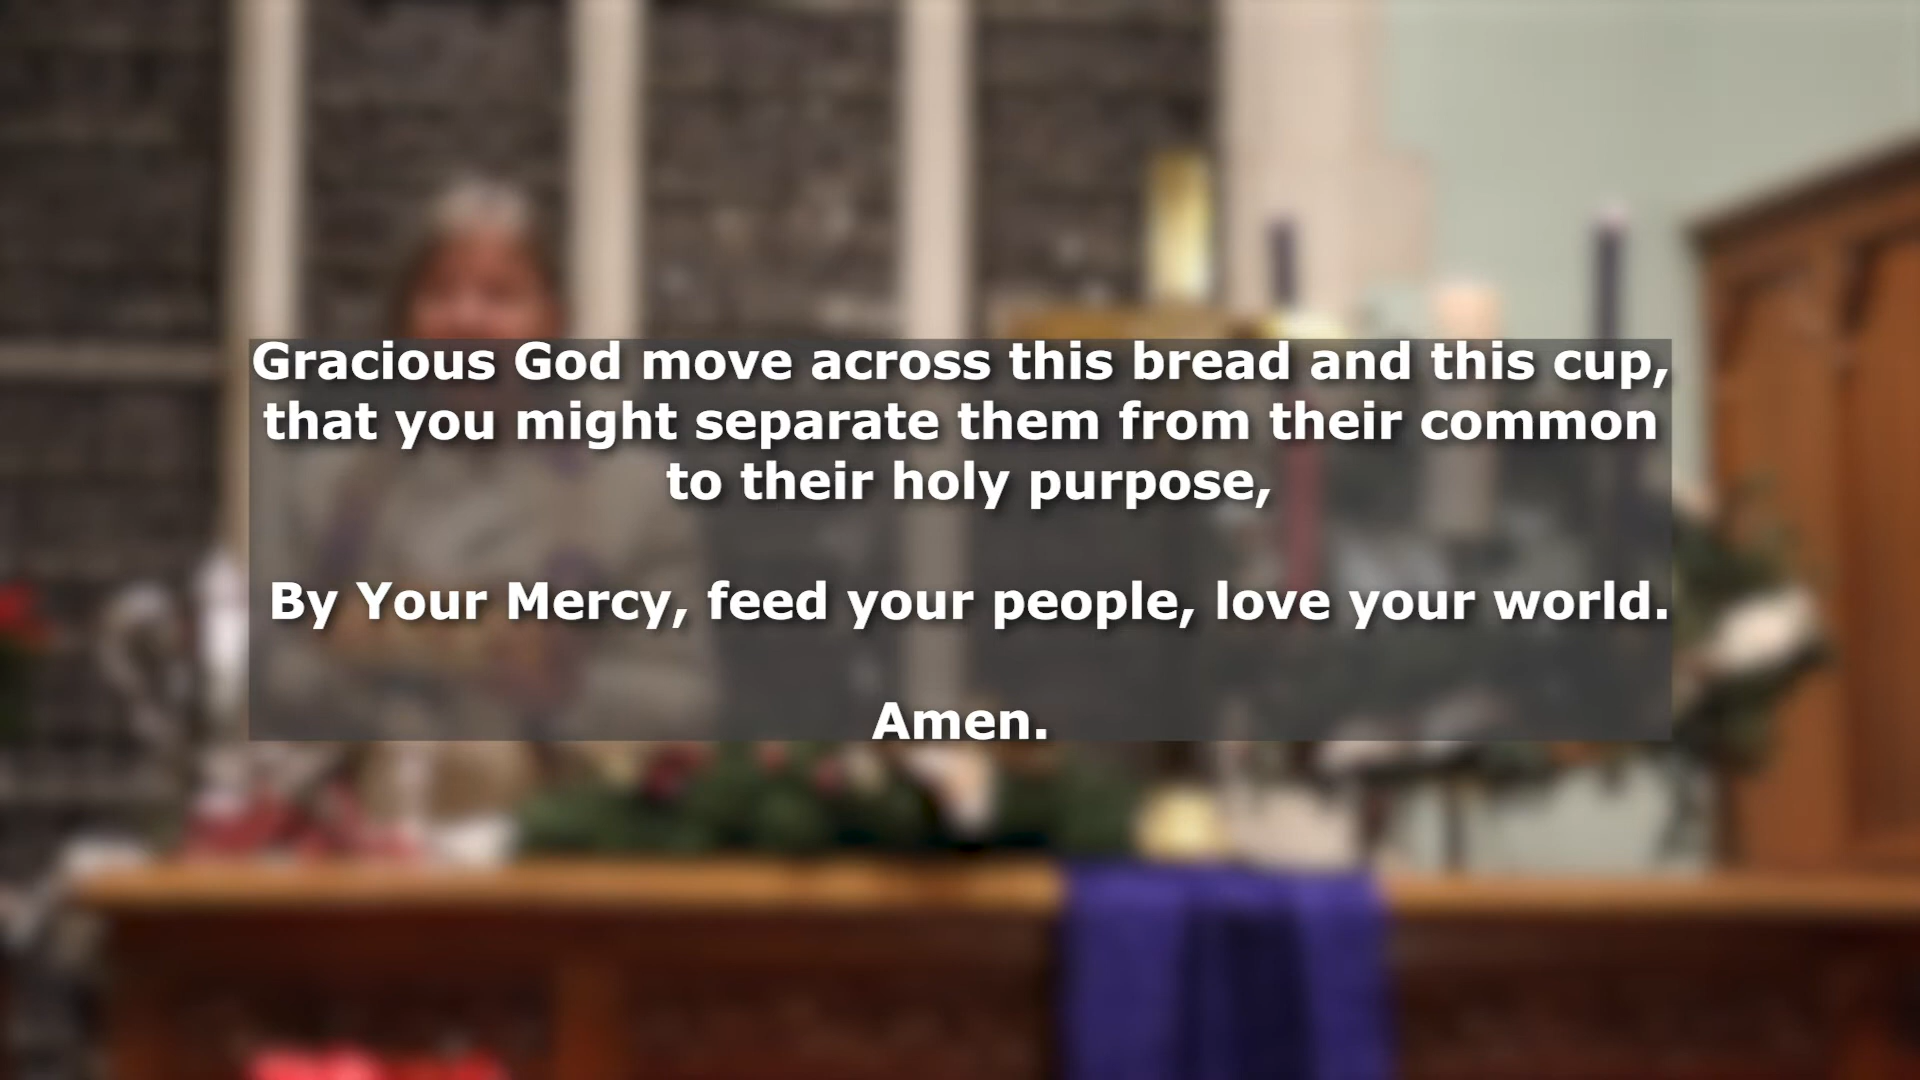 Gracious God move across this bread and this cup,
that you might separate them from their common
to their holy purpose,
By Your Mercy, feed your people, love your world.
Amen.